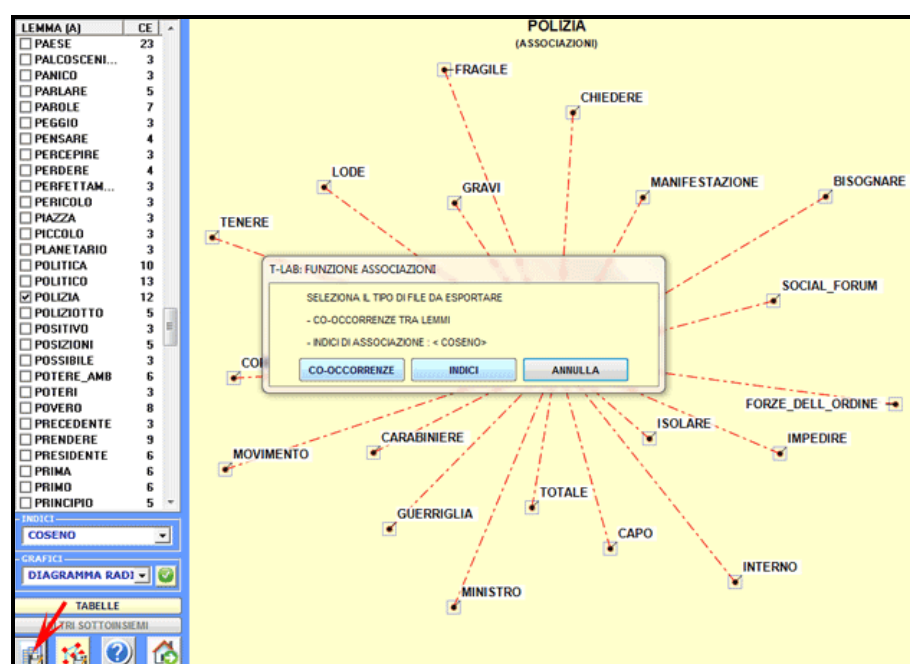 LEMMA (A) CE
PAESE 23
PALCOSCENI... 3
PANICO 3
PARLARE 5
PAROLE 7
PEGGIO 3
PENSARE 4
PERCEPIRE 3
PERDERE 4
PERFETTAM... 3
PERICOLO 3
PIAZZA 3
PICCOLO 3
PLANETARIO 3
POLITICA 10
POLITICO 13
POLIZIA 12
POLIZIOTTO 5
POSITIVO 3
POSIZIONI 5
POSSIBILE 3
POTERE_AMB 6
POTERI 3
POVERO 8
PRECEDENTE 3
PRENDERE 9
PRESIDENTE 6
PRIMA 6
PRIMO 6
PRINCIPIO 5
INDICI
COSENO
GRAFICI
DIAGRAMMA RADI
TABELLE
TRI SOTTOINSIEMI
POLIZIA
(ASSOCIAZIONI)
FRAGILE
CHIEDERE
LODE
GRAVI
MANIFESTAZIONE
BISOGNARE
TENERE
SOCIAL_FORUM
T-LAB: FUNZIONE ASSOCIAZIONI
SELEZIONA IL TIPO DI FILE DA ESPORTARE
- CO-OCCORRENZE TRA LEMMI
- INDICI DI ASSOCIAZIONE : < COSENO>
CO-OCCORRENZE INDICI ANNULLA
FORZE_DELL_ORDINE
ISOLARE
IMPEDIRE
CARABINIERE
MOVIMENTO
TOTALE
GUERRIGLIA
CAPO
INTERNO
MINISTRO